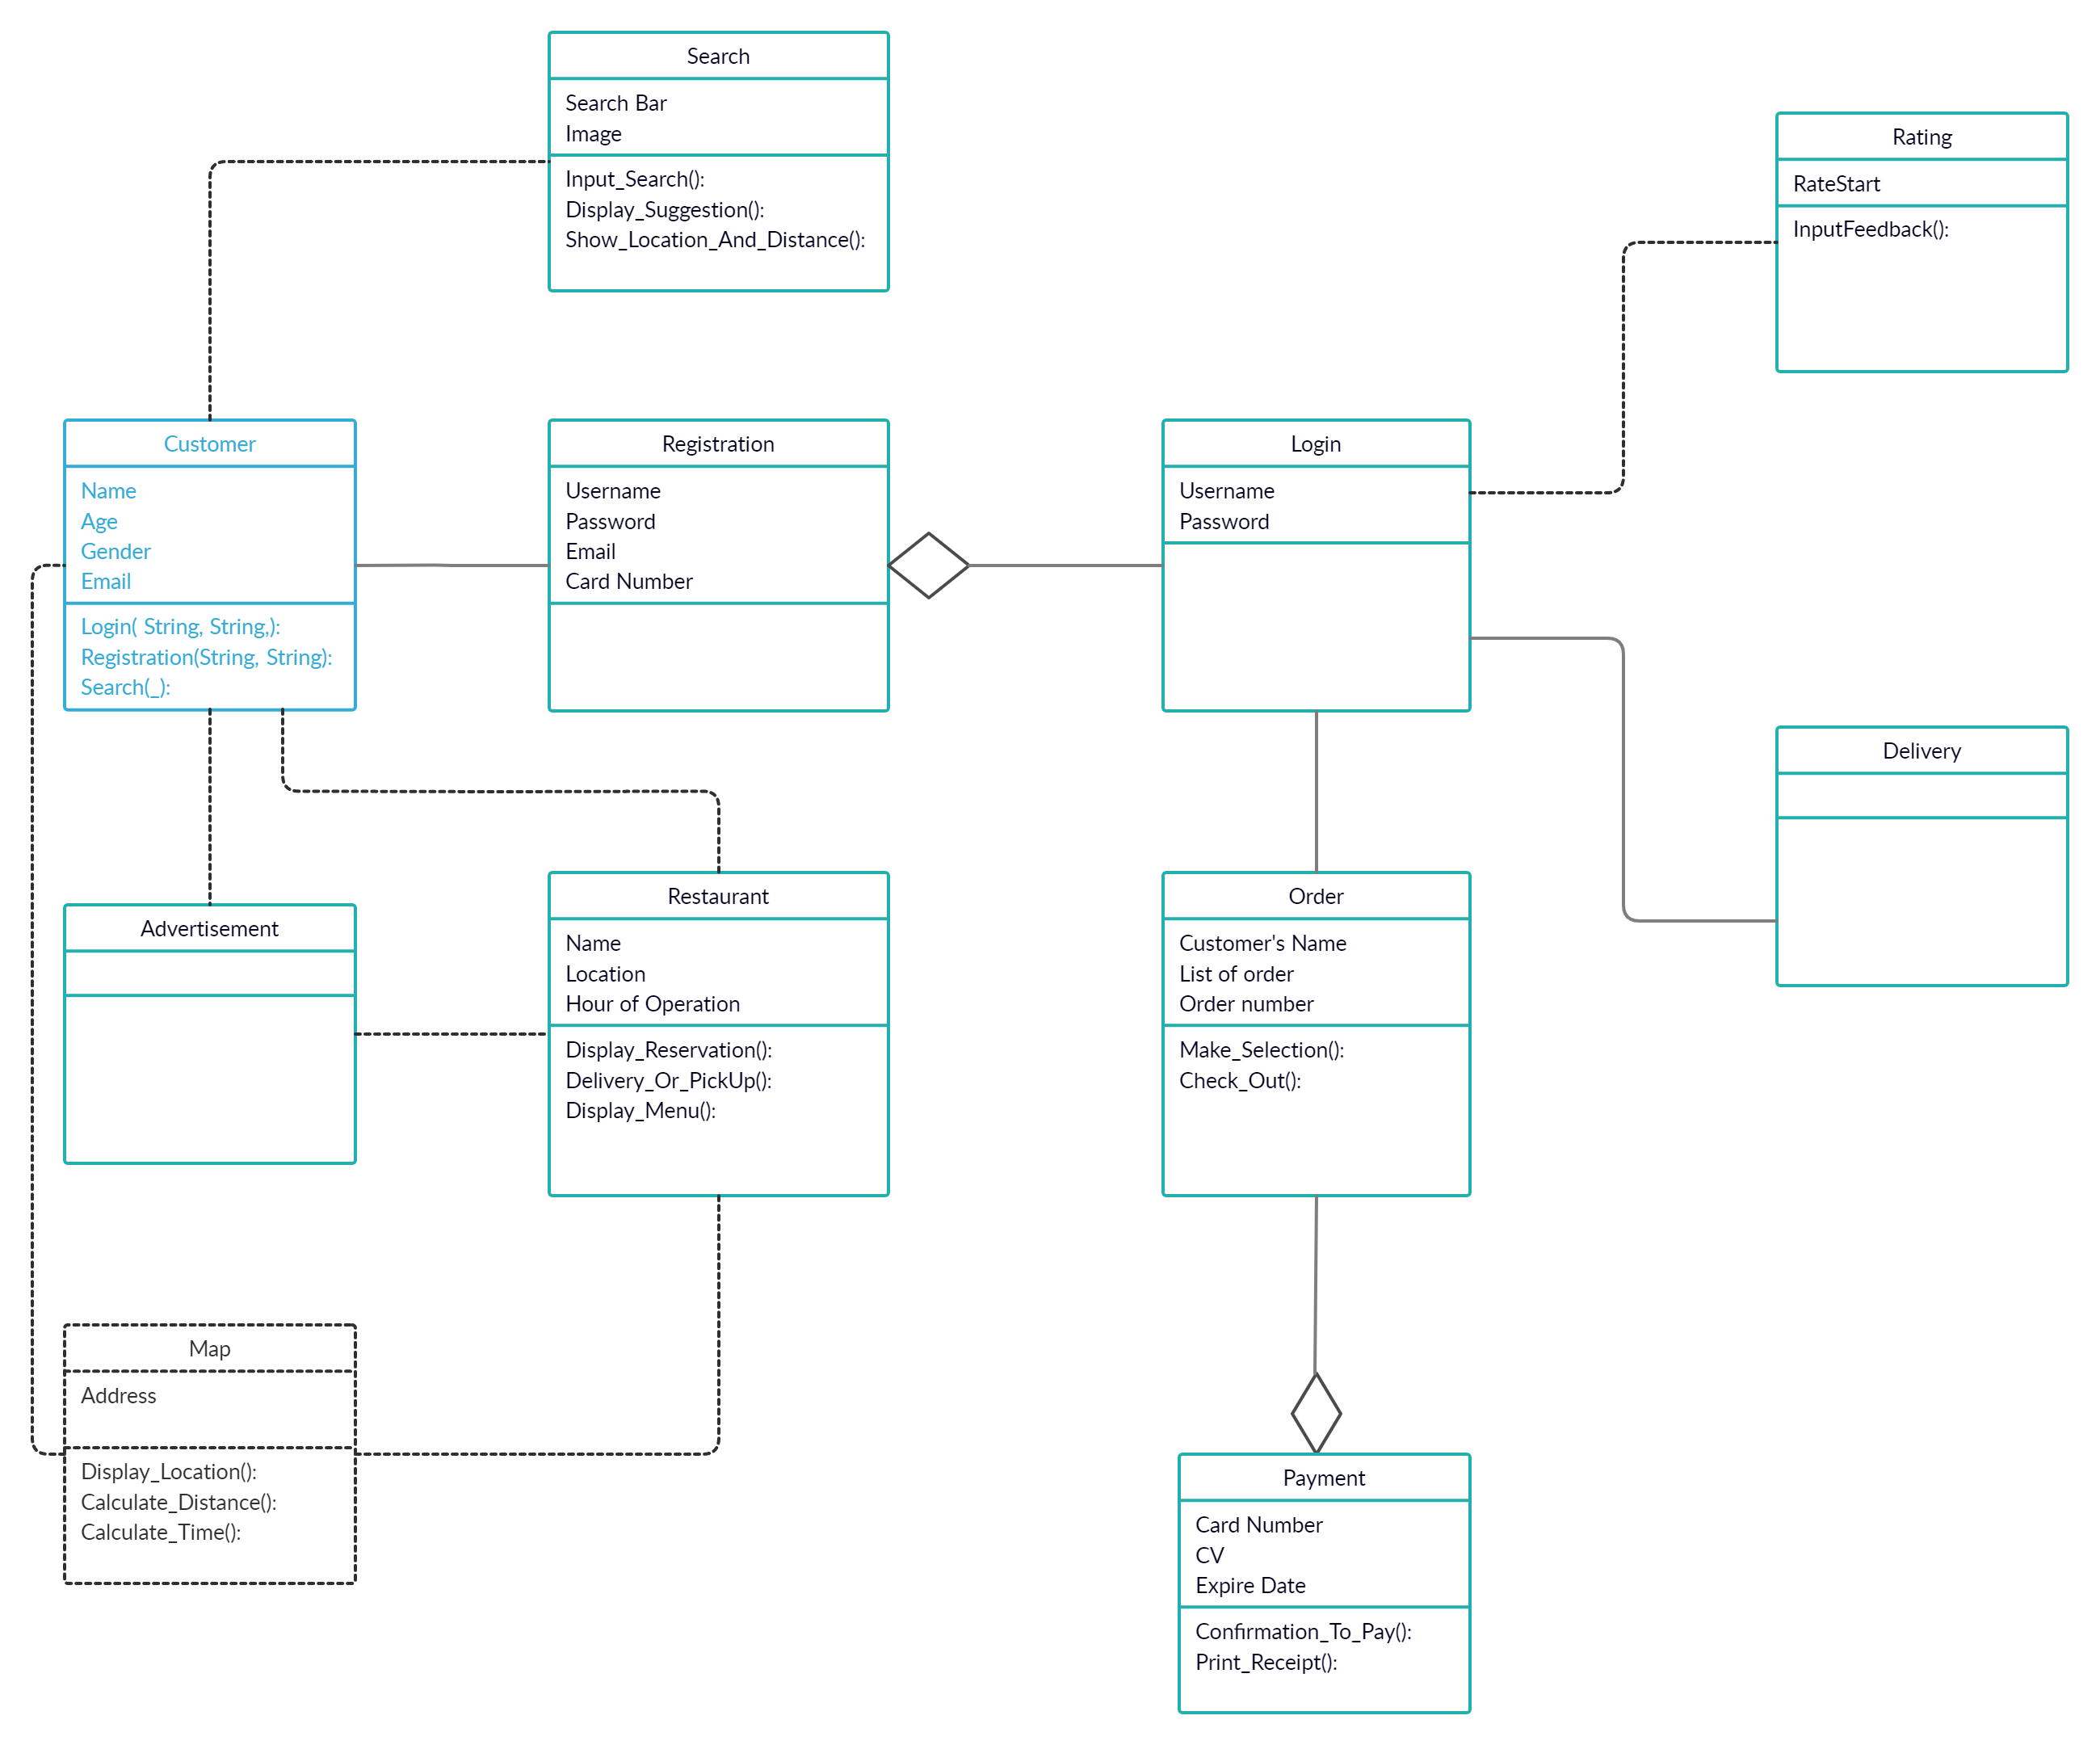 Search
Search Bar
Image
Input_Search():
Display_Suggestion():
Show_Location_And_Distance():
Rating
RateStart
InputFeedback():
Customer
Name
Age
Gender
Email
Login( String, String,):
Registration(String, String):
Search(_):
Registration
Username
Password
Email
Card Number
Login
Username
Password
Delivery
Advertisement
Restaurant
Name
Location
Hour of Operation
Display_Reservation():
Delivery_Or_PickUp():
Display_Menu():
Order
Customer's Name
List of order
Order number
Make_Selection():
Check_Out():
Map
Address
Display_Location():
Calculate_Distance():
Calculate_Time():
Payment
Card Number
CV
Expire Date
Confirmation_To_Pay():
Print_Receipt():